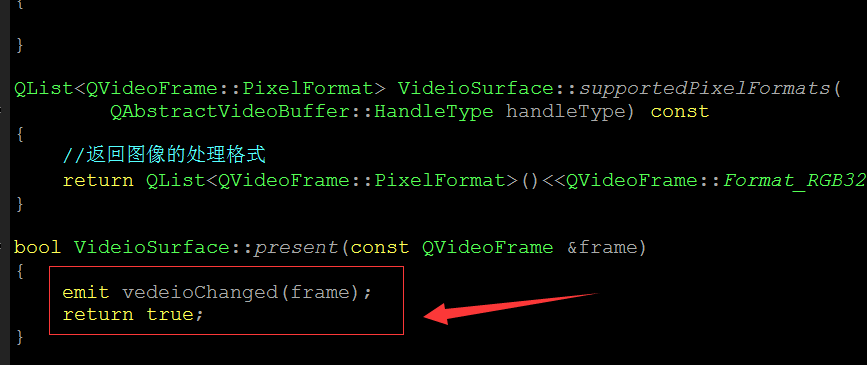 {
}
QList<QVideoFrame::PixelFormat> VideioSurface::supportedPixelFormats(
QAbstractVideoBuffer::HandleType handleType) const
{
//返回图像的处理格式
return QList<QVideoFrame::PixelFormat>()<<QVideoFrame::Format_RGB32
}
bool VideioSurface::present(const QVideoFrame &frame)
{
emit vedeioChanged(frame);
return true;
}